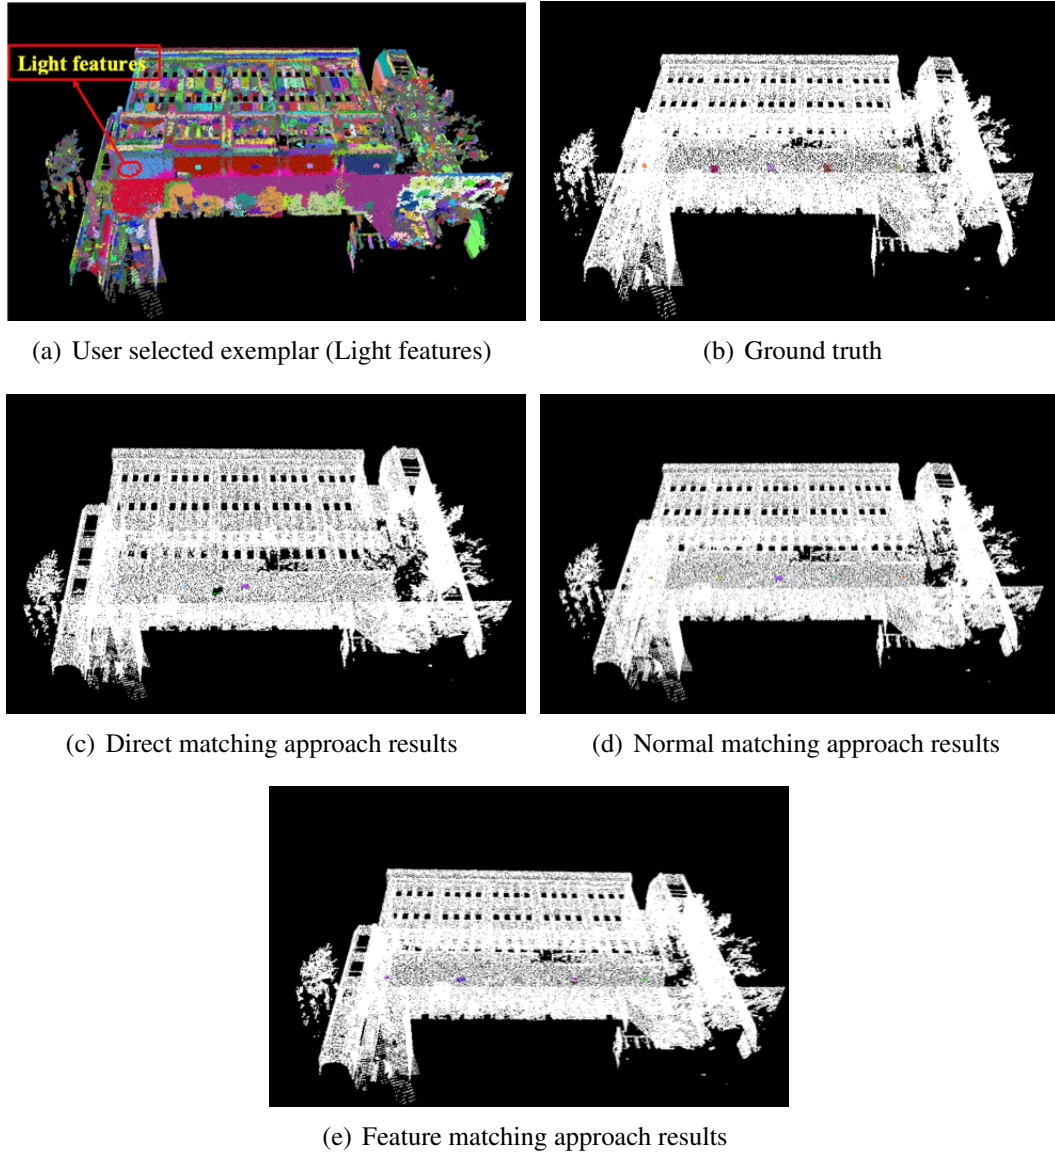 Light features
(a) User selected exemplar (Light features)
(b) Ground truth
(c) Direct matching approach results
(d) Normal matching approach results
(e) Feature matching approach results